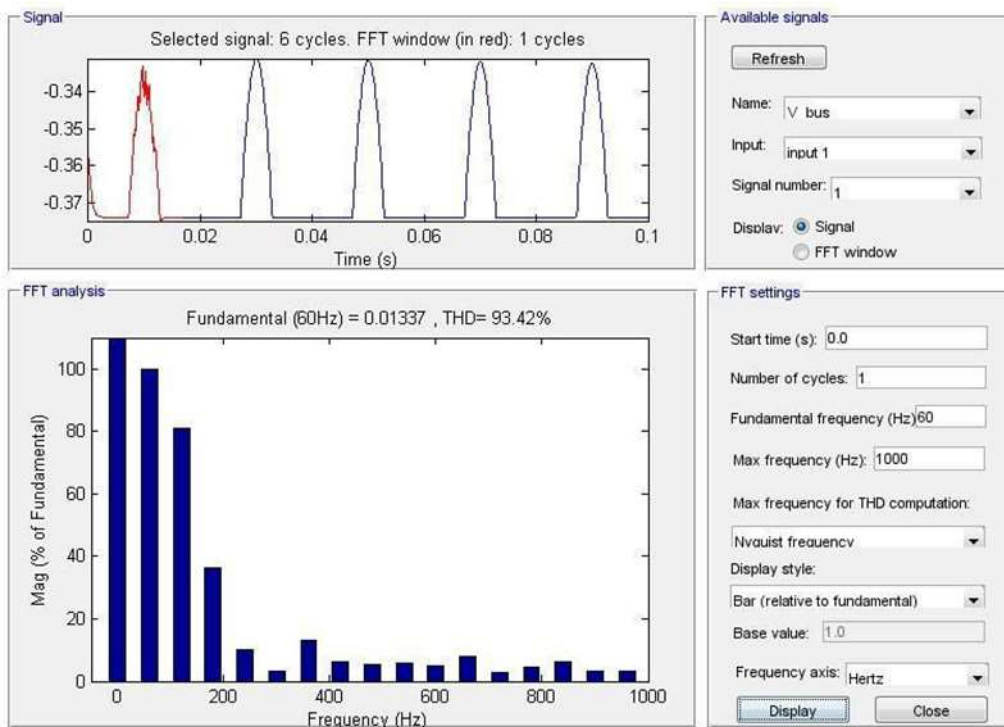 Signal
Selected signal: 6 cycles. FFT window (in red): 1 cycles
-0.34
-0.35
-0.36
-0.37
0 0.02 0.04 0.06 0.08 0.1
Time (s)
Available signals
Refresh
Name: V bus
Input: input 1
Signal number: 1
Display: Signal
FFT window
FFT analysis
Fundamental (60Hz) = 0.01337 , THD= 93.42%
Mag (% of Fundamental)
100
80
60
40
20
0
0 200 400 600 800 1000
Frequency (Hz)
FFT settings
Start time (s): 0.0
Number of cycles: 1
Fundamental frequency (Hz) 60
Max frequency (Hz): 1000
Max frequency for THD computation:
Nyquist frequency
Display style:
Bar (relative to fundamental)
Base value: 1.0
Frequency axis: Hertz
Display Close